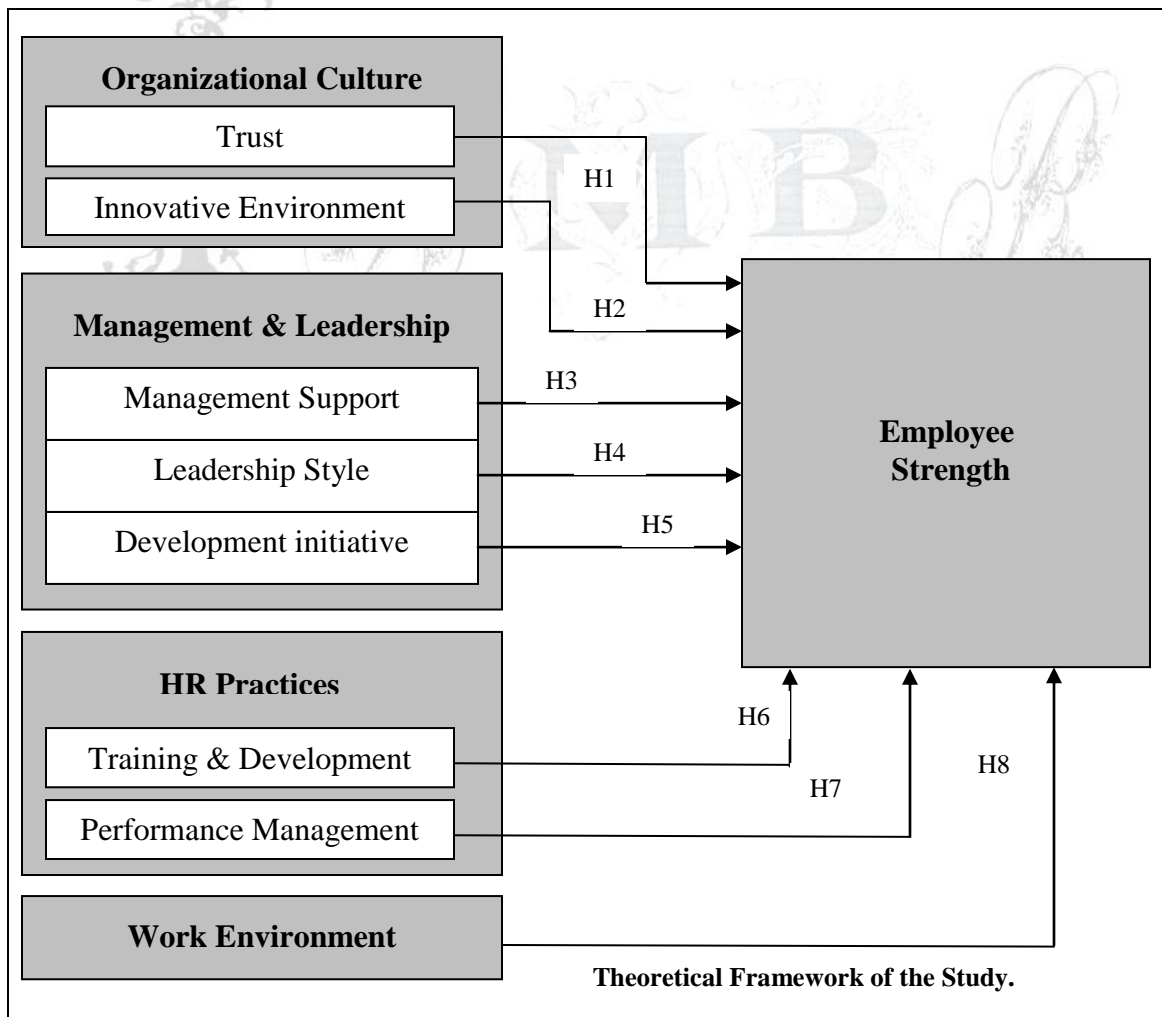 Organizational Culture
Trust
Innovative Environment
H1
H2
Management & Leadership
Management Support
Leadership Style
Development initiative
H3
H4
H5
Employee
Strength
HR Practices
Training & Development
Performance Management
H6
H7
H8
Work Environment
Theoretical Framework of the Study.
MB